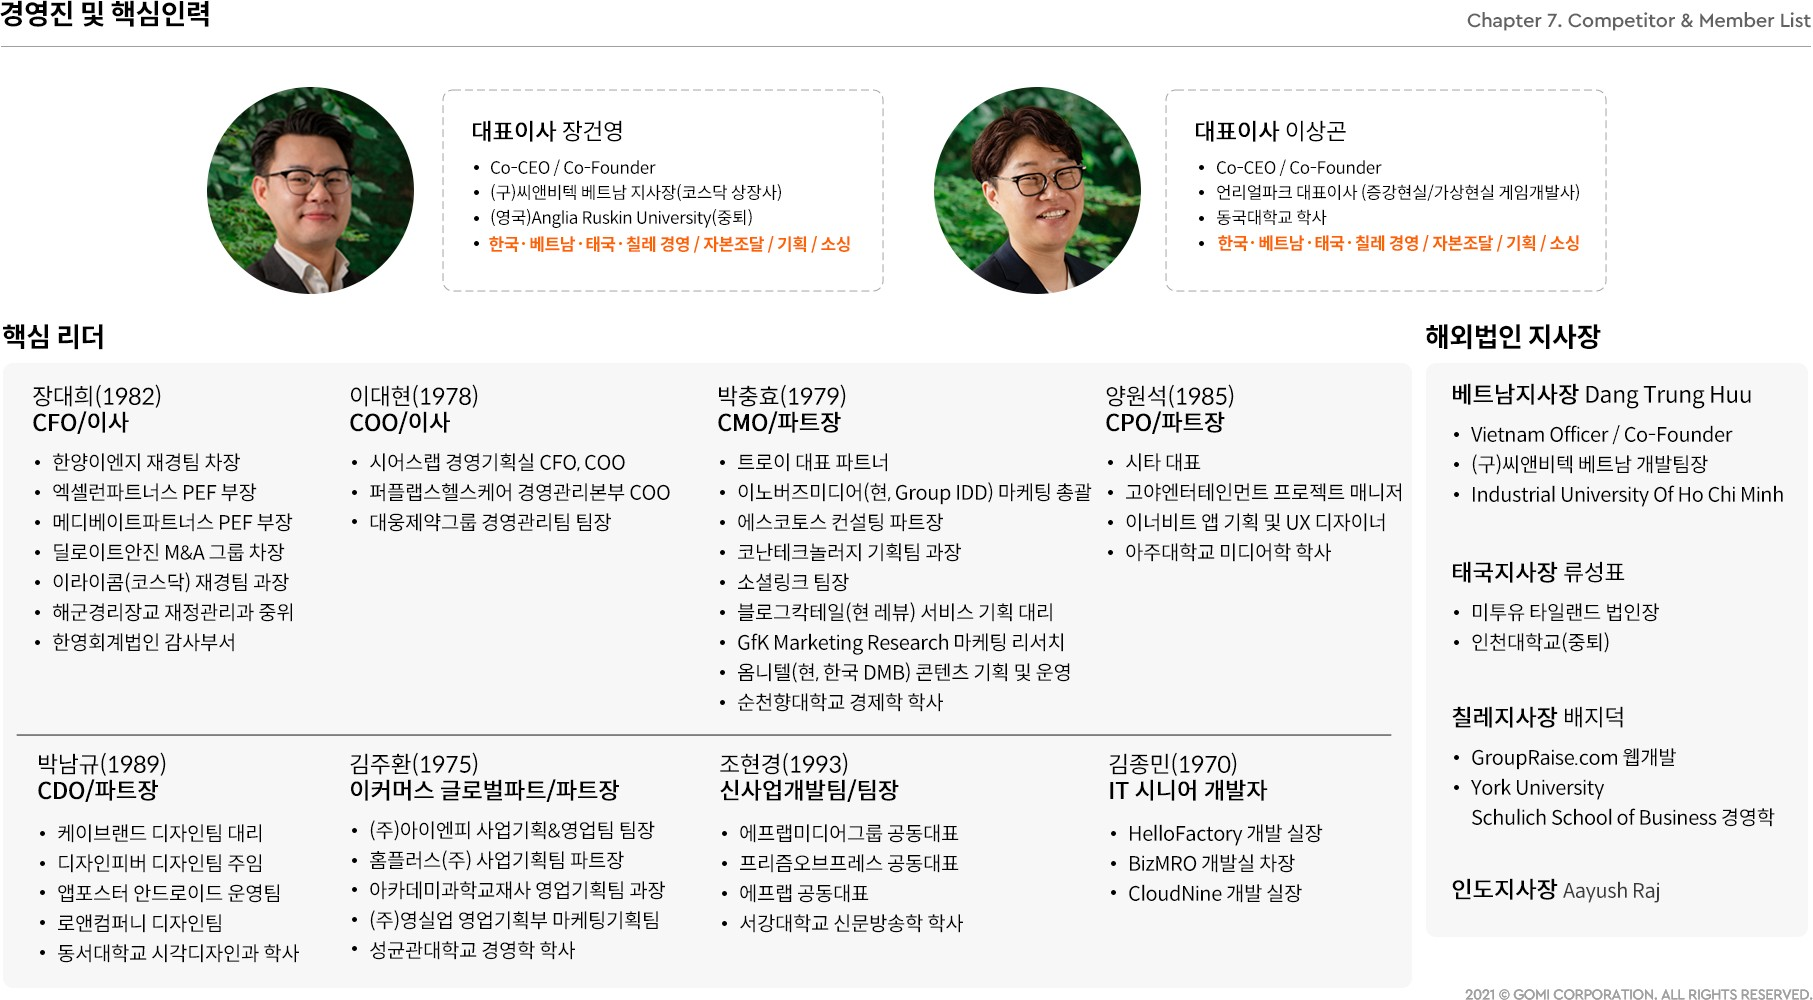 경영진 및 핵심인력
Chapter 7. Competitor & Member List
대표이사 장건영
• Co-CEO / Co-Founder
• (구)씨앤비텍 베트남 지사장(코스닥 상장사)
• (영국)Anglia Ruskin University(중퇴)
• 한국·베트남·태국·칠레 경영 / 자본조달 / 기획 / 소싱
대표이사 이상곤
• Co-CEO / Co-Founder
• 언리얼파크 대표이사 (증강현실/가상현실 게임개발사)
• 동국대학교 학사
• 한국·베트남·태국·칠레 경영 / 자본조달 / 기획 / 소싱
핵심 리더
장대희(1982)
CFO/이사
• 한양이엔지 재경팀 차장
• 엑셀런파트너스 PEF 부장
• 메디베이트파트너스 PEF 부장
• 딜로이트안진 M&A 그룹 차장
• 이라이콤(코스닥) 재경팀 과장
• 해군경리장교 재정관리과 중위
• 한영회계법인 감사부서
이대현(1978)
COO/이사
• 시어스랩 경영기획실 CFO, COO
• 퍼플랩스헬스케어 경영관리본부 COO
• 대웅제약그룹 경영관리팀 팀장
박충효(1979)
CMO/파트장
• 트로이 대표 파트너
• 이노버즈미디어(현, Group IDD) 마케팅 총괄
• 에스코토스 컨설팅 파트장
• 코난테크놀러지 기획팀 과장
• 소셜링크 팀장
• 블로그칵테일(현 레뷰) 서비스 기획 대리
• GfK Marketing Research 마케팅 리서치
• 옴니텔(현, 한국 DMB) 콘텐츠 기획 및 운영
• 순천향대학교 경제학 학사
양원석(1985)
CPO/파트장
• 시타 대표
• 고야엔터테인먼트 프로젝트 매니저
• 이너비트 앱 기획 및 UX 디자이너
• 아주대학교 미디어학 학사
박남규(1989)
CDO/파트장
• 케이브랜드 디자인팀 대리
• 디자인피버 디자인팀 주임
• 앱포스터 안드로이드 운영팀
• 로앤컴퍼니 디자인팀
• 동서대학교 시각디자인과 학사
김주환(1975)
이커머스 글로벌파트/파트장
• (주)아이엔피 사업기획&영업팀 팀장
• 홈플러스(주) 사업기획팀 파트장
• 아카데미과학교재사 영업기획팀 과장
• (주)영실업 영업기획부 마케팅기획팀
• 성균관대학교 경영학 학사
조현경(1993)
신사업개발팀/팀장
• 에프랩미디어그룹 공동대표
• 프리즘오브프레스 공동대표
• 에프랩 공동대표
• 서강대학교 신문방송학 학사
김종민(1970)
IT 시니어 개발자
• HelloFactory 개발 실장
• BizMRO 개발실 차장
• CloudNine 개발 실장
해외법인 지사장
베트남지사장 Dang Trung Huu
• Vietnam Officer / Co-Founder
• (구)씨앤비텍 베트남 개발팀장
• Industrial University Of Ho Chi Minh
태국지사장 류성표
• 미투유 타일랜드 법인장
• 인천대학교(중퇴)
칠레지사장 배지덕
• GroupRaise.com 웹개발
• York University
Schulich School of Business 경영학
인도지사장 Aayush Raj
2021 © GOMI CORPORATION. ALL RIGHTS RESERVED.